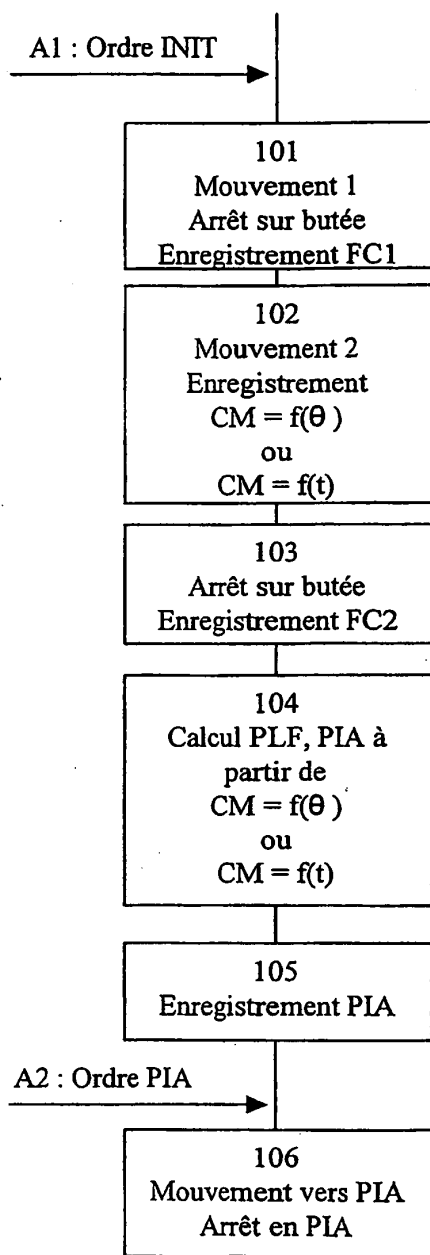 A1 : Ordre INIT
101
Mouvement 1
Arrêt sur butée
Enregistrement FC1
102
Mouvement 2
Enregistrement
CM = f(θ )
ou
CM = f(t)
103
Arrêt sur butée
Enregistrement FC2
104
Calcul PLF, PIA à
partir de
CM = f(θ )
ou
CM = f(t)
105
Enregistrement PIA
A2 : Ordre PIA
106
Mouvement vers PIA
Arrêt en PIA